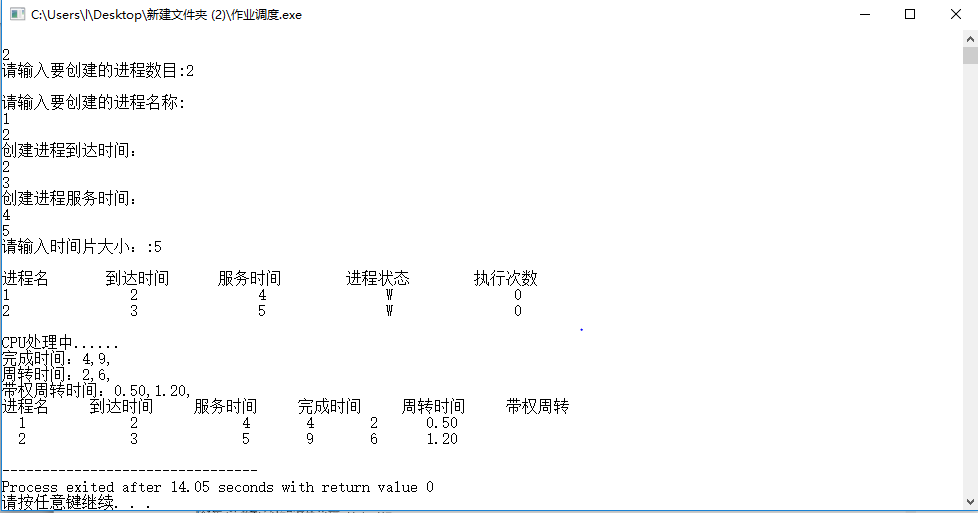 C:\Users\l\Desktop\新建文件夹 (2)\作业调度.exe
2
请输入要创建的进程数目:2
请输入要创建的进程名称:
1
2
创建进程到达时间：
2
3
创建进程服务时间：
4
5
请输入时间片大小：:5
进程名 到达时间 服务时间 进程状态 执行次数
1 2 4 W 0
2 3 5 W 0
CPU处理中......
完成时间：4,9,
周转时间：2,6,
带权周转时间：0.50,1.20,
进程名 到达时间 服务时间 完成时间 周转时间 带权周转
1 2 4 4 2 0.50
2 3 5 9 6 1.20
--------------------------------
Process exited after 14.05 seconds with return value 0
请按任意键继续. . .